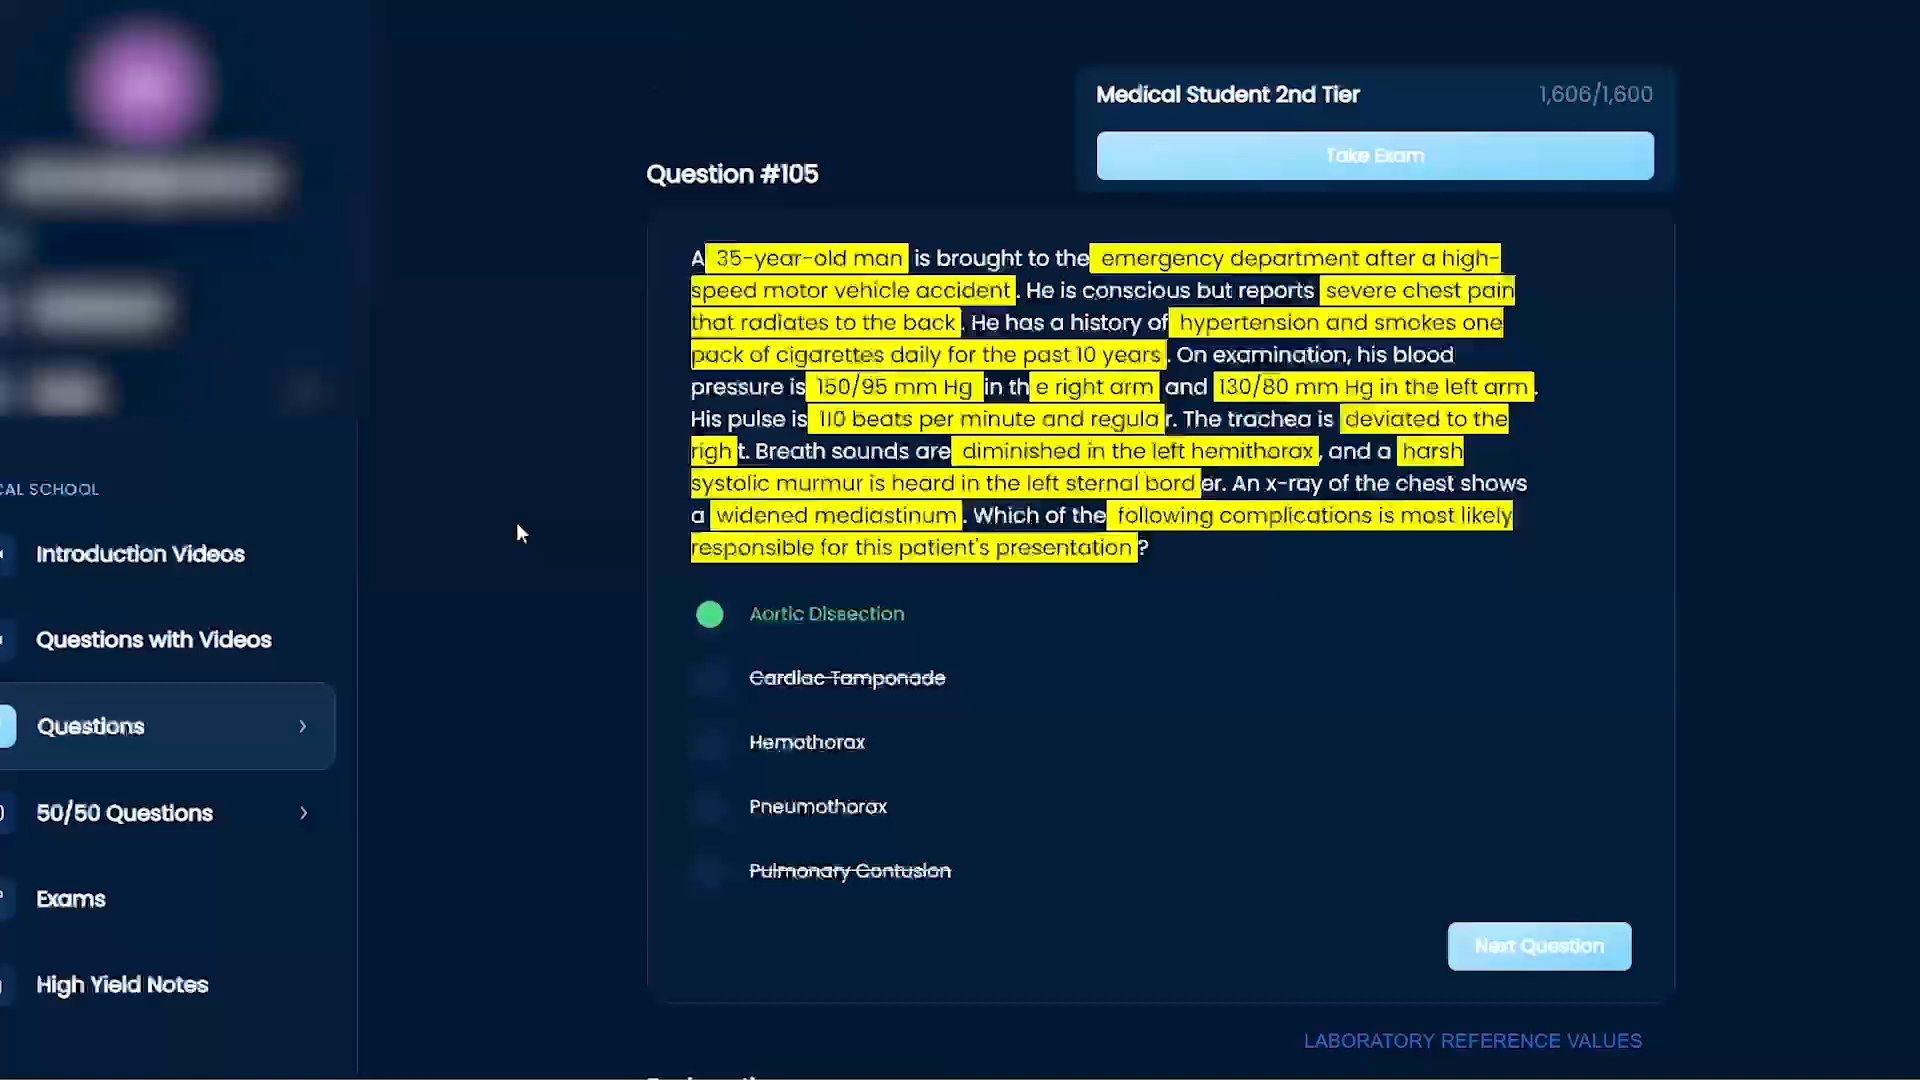 Medical Student 2nd Tier 1,606/1,600
Take Exam
Question #105
A 35-year-old man is brought to the emergency department after a high-
speed motor vehicle accident. He is conscious but reports severe chest pain
that radiates to the back. He has a history of hypertension and smokes one
pack of cigarettes daily for the past 10 years. On examination, his blood
pressure is 150/95 mm Hg in the right arm and 130/80 mm Hg in the left arm.
His pulse is 110 beats per minute and regular. The trachea is deviated to the
right. Breath sounds are diminished in the left hemithorax, and a harsh
systolic murmur is heard in the left sternal border. An x-ray of the chest shows
a widened mediastinum. Which of the following complications is most likely
responsible for this patient's presentation?
Aortic Dissection
Cardiac Tamponade
Hemothorax
Pneumothorax
Pulmonary Contusion
Next Question
LABORATORY REFERENCE VALUES
CAL SCHOOL
Introduction Videos
Questions with Videos
Questions
50/50 Questions
Exams
High Yield Notes